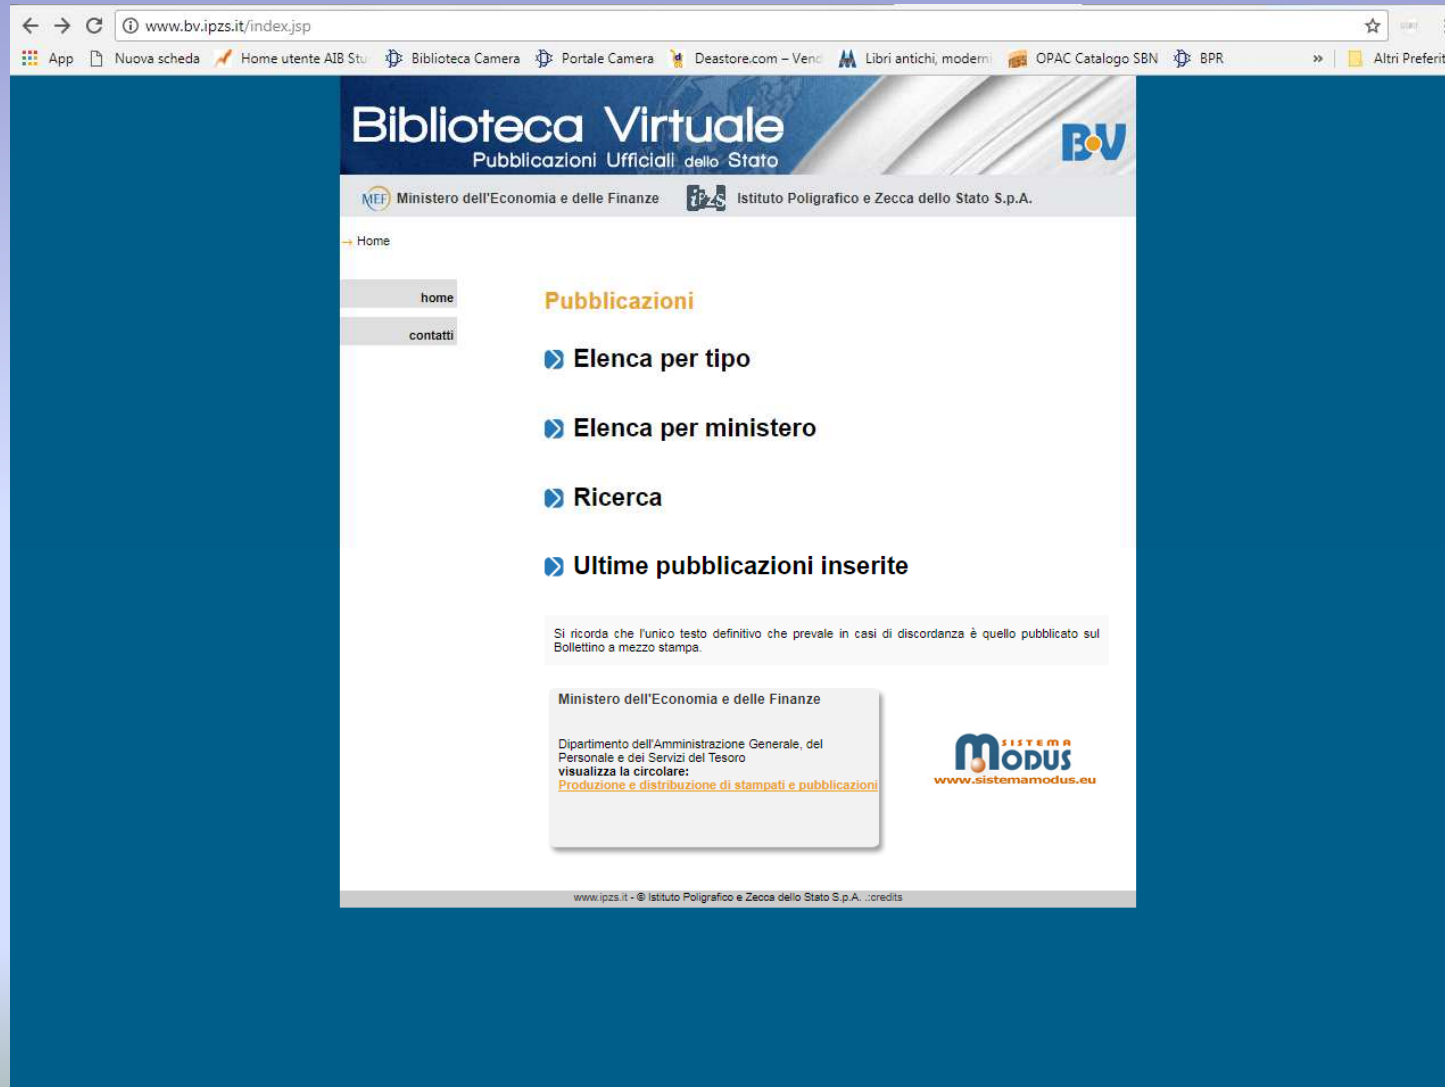 www.bv.ipzs.it/index.jsp
App Nuova scheda Home utente AIB Stu Biblioteca Camera Portale Camera Deastore.com – Vend Libri antichi, moderni OPAC Catalogo SBN BPR » Altri Preferit
Biblioteca Virtuale
Pubblicazioni Ufficiali dello Stato
BV
MEF Ministero dell'Economia e delle Finanze iPzS Istituto Poligrafico e Zecca dello Stato S.p.A.
→ Home
home
contatti
Pubblicazioni
Elenca per tipo
Elenca per ministero
Ricerca
Ultime pubblicazioni inserite
Si ricorda che l'unico testo definitivo che prevale in casi di discordanza è quello pubblicato sul
Bollettino a mezzo stampa.
Ministero dell'Economia e delle Finanze
Dipartimento dell'Amministrazione Generale, del
Personale e dei Servizi del Tesoro
visualizza la circolare:
Produzione e distribuzione di stampati e pubblicazioni
SISTEMA
MODUS
www.sistemamodus.eu
www.ipzs.it - © Istituto Poligrafico e Zecca dello Stato S.p.A. .:credits